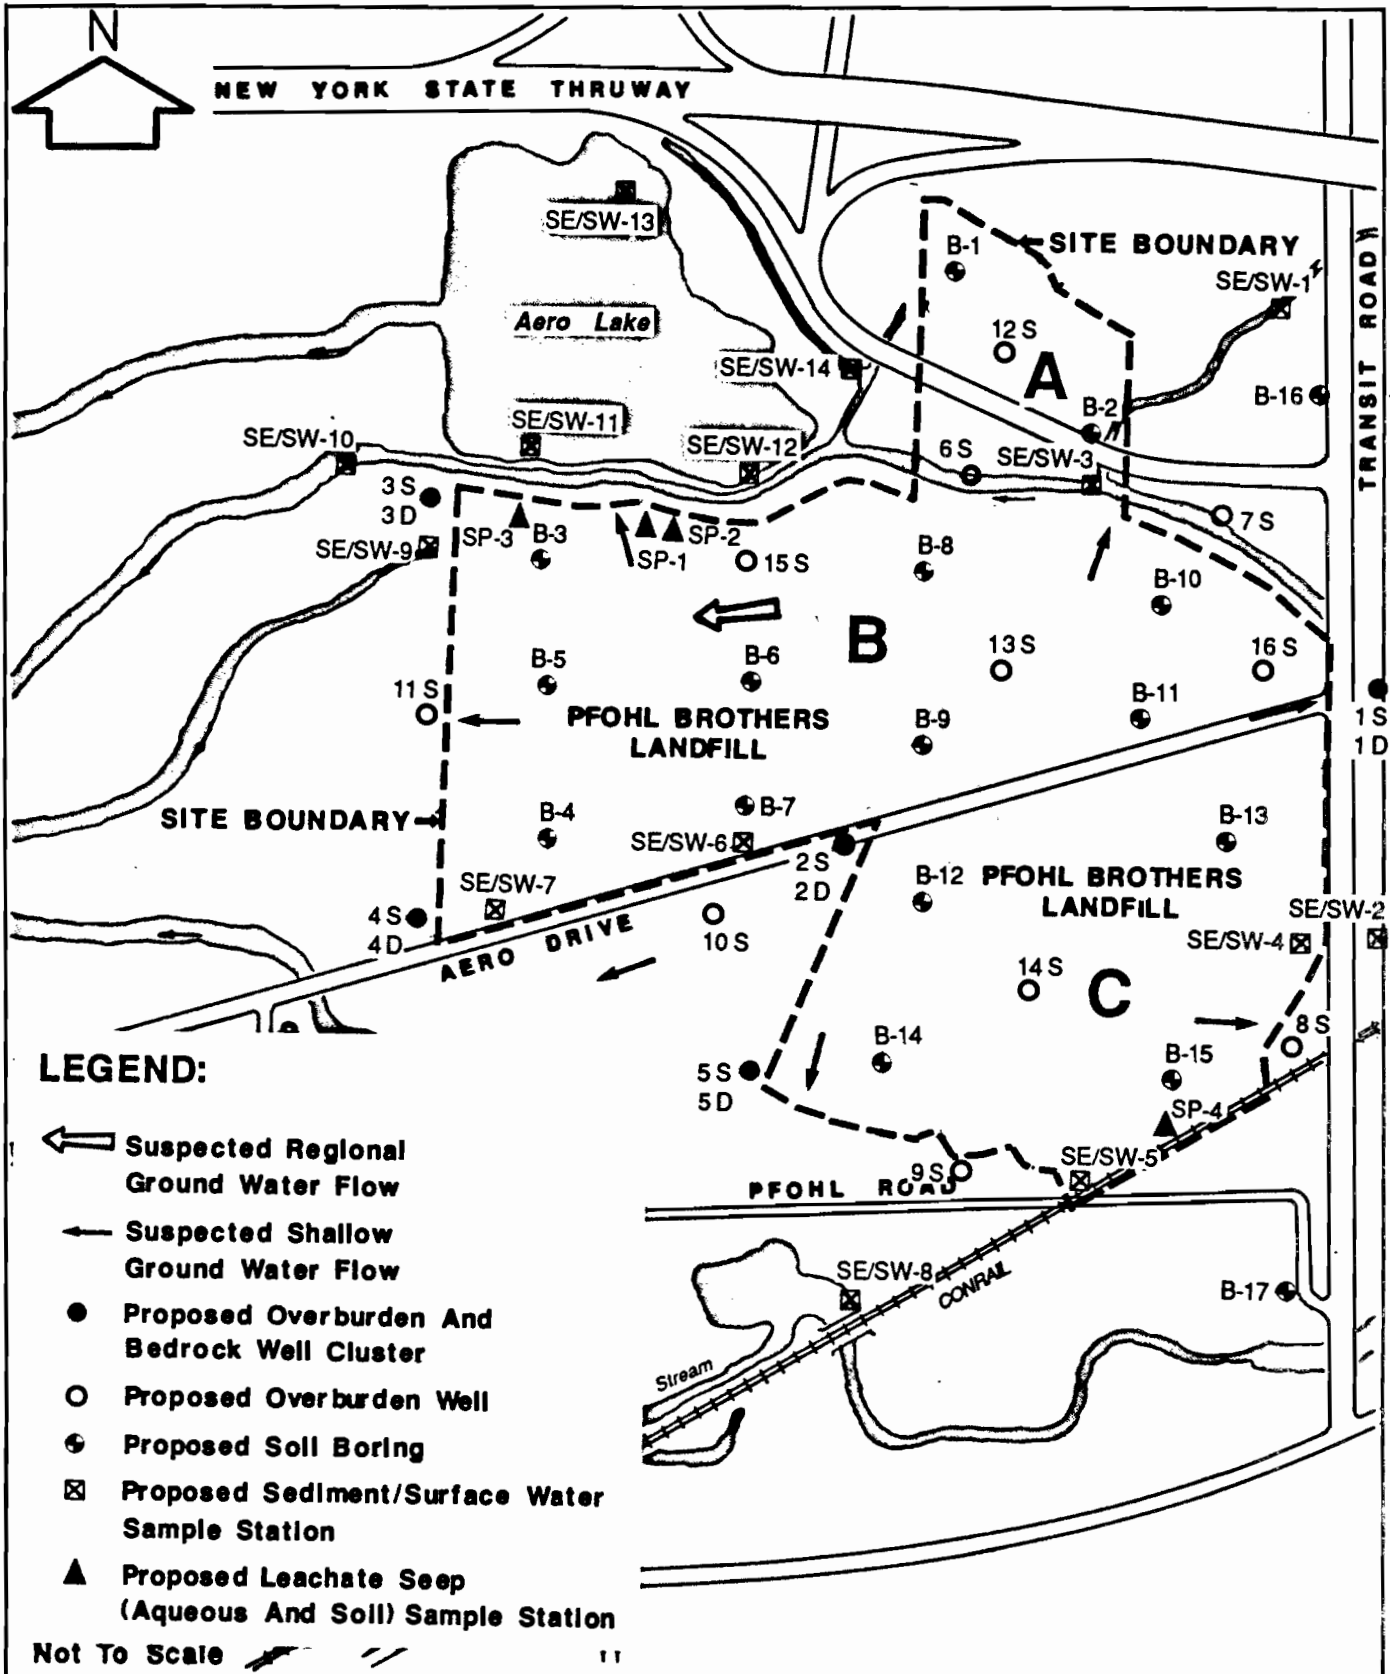 N
NEW YORK STATE THRUWAY
SE/SW-13
B-1
SITE BOUNDARY
SE/SW-1
TRANSIT ROAD
Aero Lake
12 S
A
SE/SW-14
B-16
B-2
SE/SW-11
SE/SW-10
SE/SW-12
6 S
SE/SW-3
3 S
3 D
7 S
SE/SW-9
SP-3
B-3
SP-1
SP-2
15 S
B-8
B-10
B
B-5
B-6
13 S
16 S
11 S
B-11
PFOHL BROTHERS
LANDFILL
B-9
1 S
1 D
SITE BOUNDARY
B-4
B-7
B-13
SE/SW-6
2 S
2 D
B-12
PFOHL BROTHERS
LANDFILL
SE/SW-7
SE/SW-2
4 S
4 D
AERO DRIVE
10 S
SE/SW-4
14 S
C
8 S
B-14
B-15
5 S
5 D
SP-4
SE/SW-5
9 S
PFOHL ROAD
SE/SW-8
CONRAIL
B-17
Stream
LEGEND:
Suspected Regional
Ground Water Flow
Suspected Shallow
Ground Water Flow
Proposed Overburden And
Bedrock Well Cluster
Proposed Overburden Well
Proposed Soil Boring
Proposed Sediment/Surface Water
Sample Station
Proposed Leachate Seep
(Aqueous And Soil) Sample Station
Not To Scale